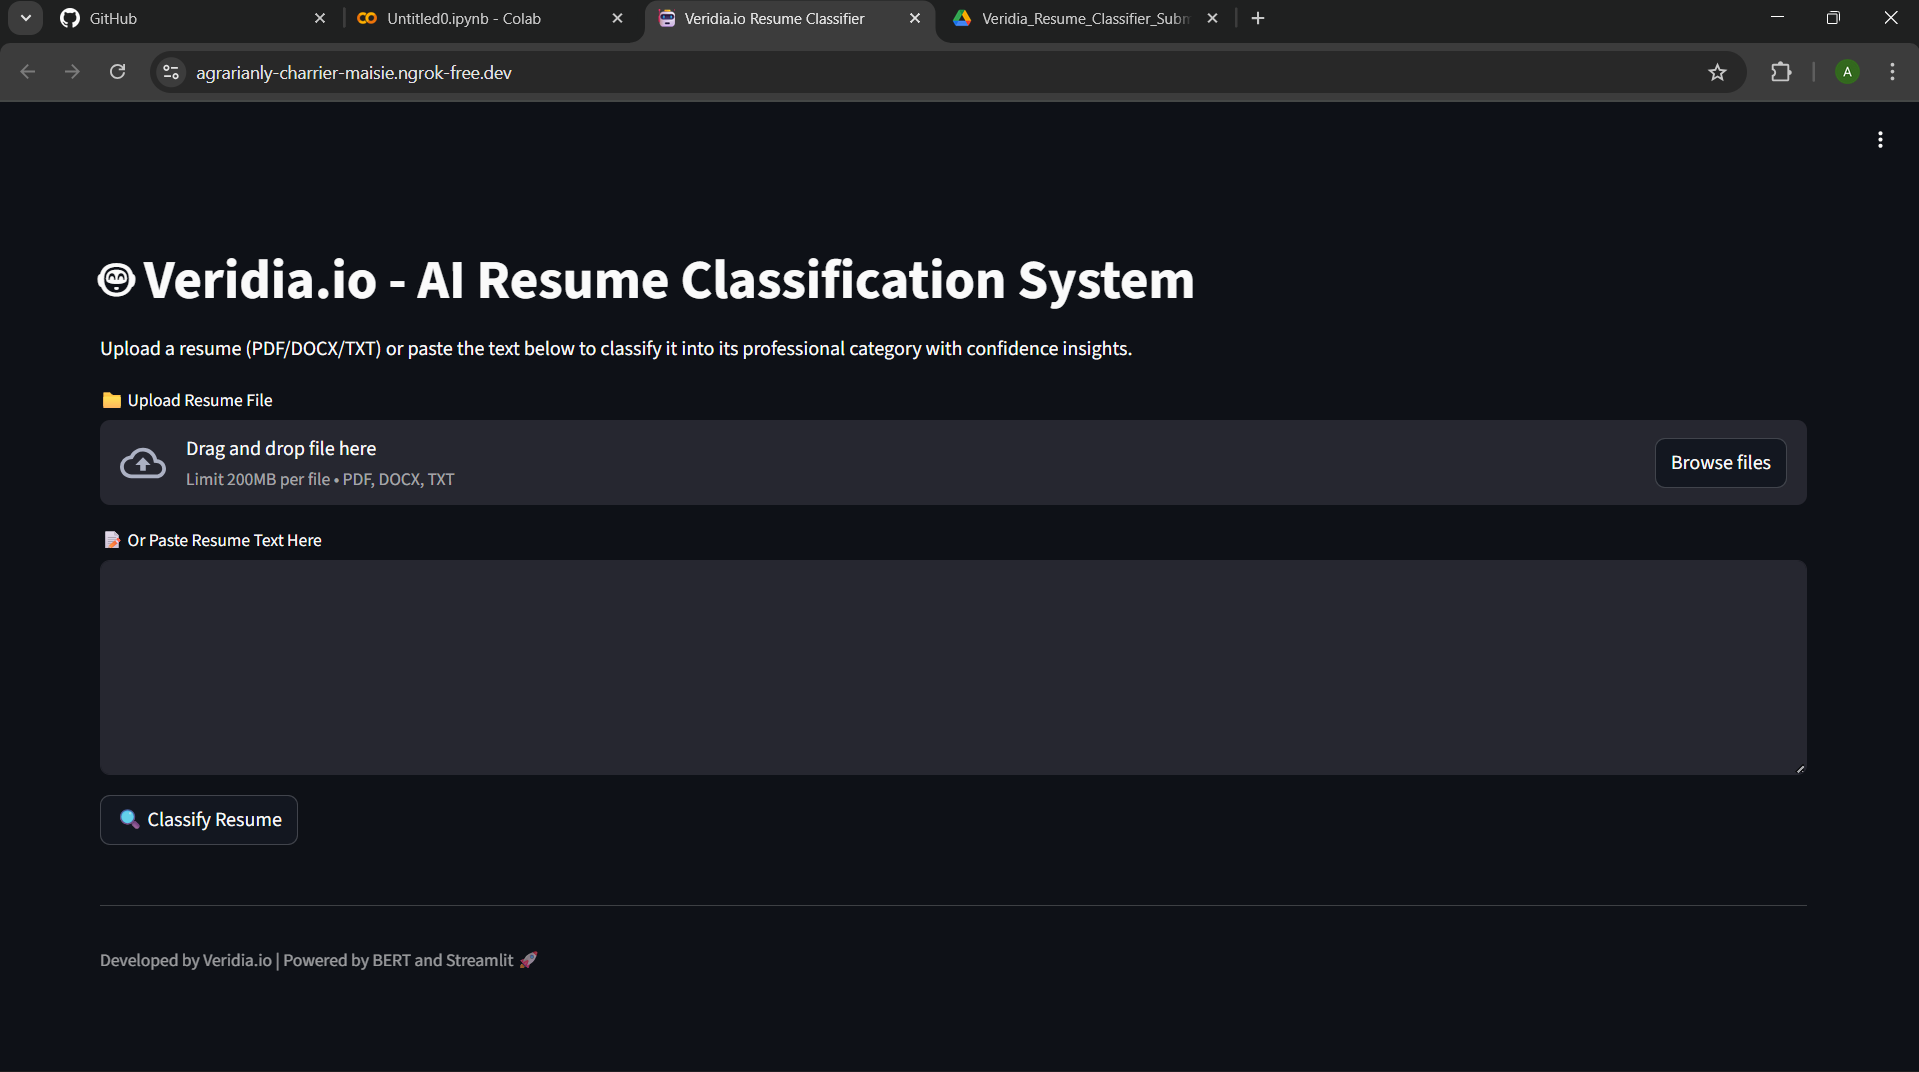 GitHub
Untitled0.ipynb - Colab
Veridia.io Resume Classifier
Veridia_Resume_Classifier_Subm
agrarianly-charrier-maisie.ngrok-free.dev
A
Veridia.io - AI Resume Classification System
Upload a resume (PDF/DOCX/TXT) or paste the text below to classify it into its professional category with confidence insights.
Upload Resume File
Drag and drop file here
Limit 200MB per file • PDF, DOCX, TXT
Browse files
Or Paste Resume Text Here
Classify Resume
Developed by Veridia.io | Powered by BERT and Streamlit 🚀